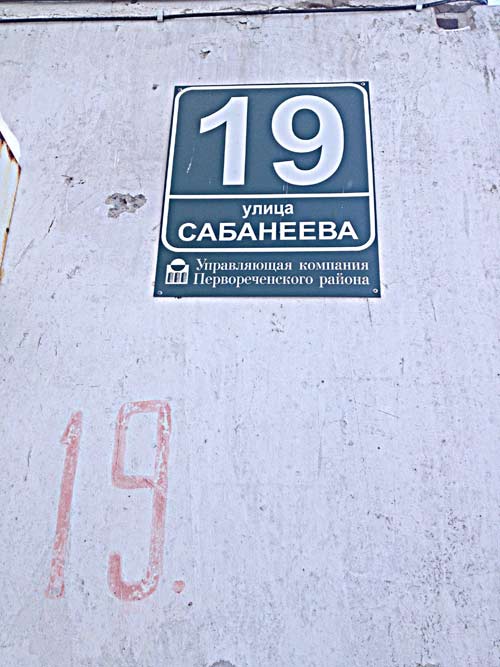 19
улица
САБАНЕЕВА
Управляющая компания
Первореченского района
19.